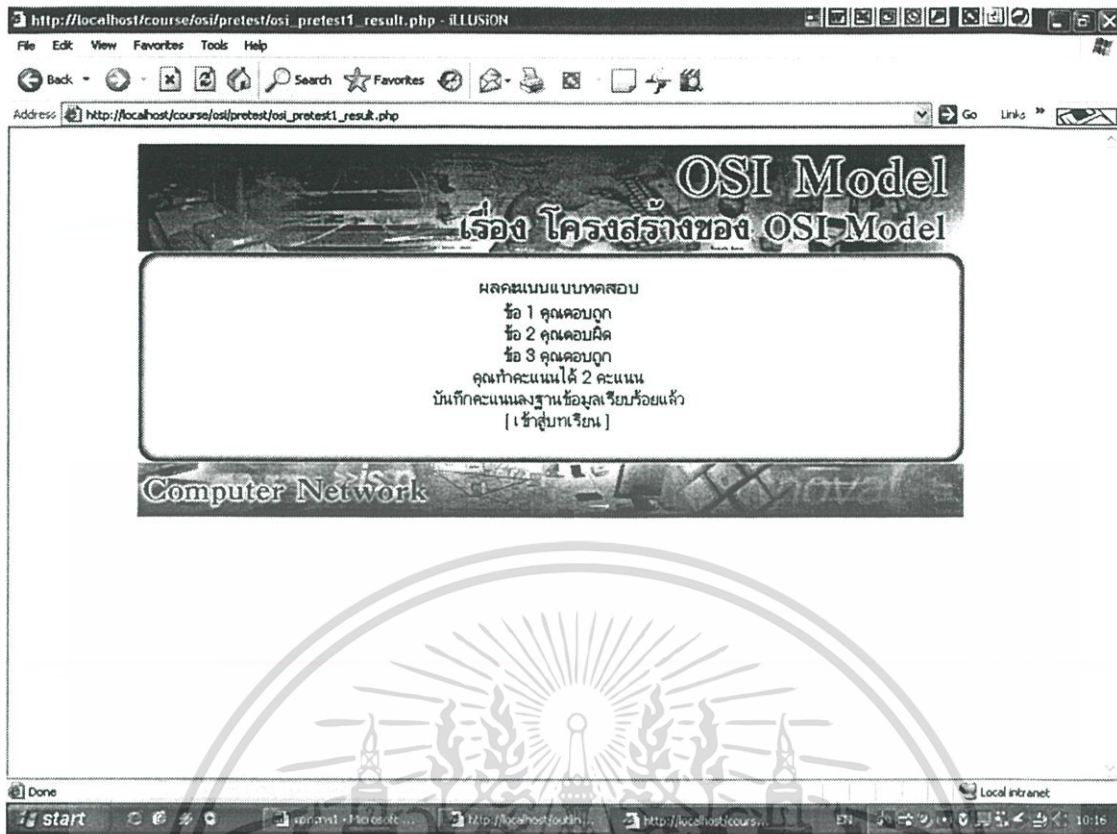 http://localhost/course/osi/pretest/osi_pretest1_result.php - iLLUSiON
File Edit View Favorites Tools Help
Back Search Favorites
Address http://localhost/course/osi/pretest/osi_pretest1_result.php Go Links »
OSI Model
เรื่อง โครงสร้างของ OSI Model
ผลคะแนนแบบทดสอบ
ข้อ 1 คุณตอบถูก
ข้อ 2 คุณตอบผิด
ข้อ 3 คุณตอบถูก
คุณทำคะแนนได้ 2 คะแนน
บันทึกคะแนนลงฐานข้อมูลเรียบร้อยแล้ว
[ เข้าสู่บทเรียน ]
Computer Network
Done Local intranet
start http://localhost/outlin... http://localhost/cours... EN 10:16